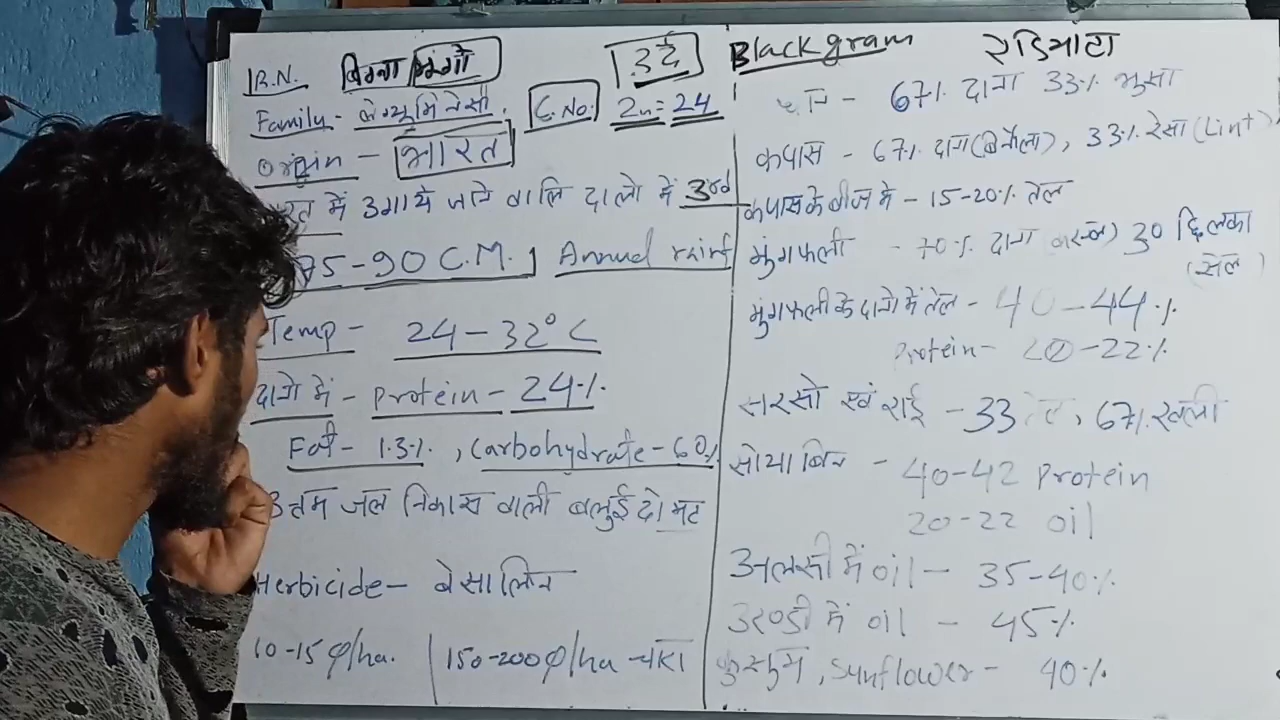 B.N. बिग्ना मुंगो
उर्द
Blackgram
रेडियाटा
Family- लेग्यूमिनेसी.
C.No. 2n=24
Origin - भारत
में उगाये जाने वालि दालो में 3rd
75-90 C.M. Annual rainf
Temp- 24-32°C
दाने में - Protein - 24%
Fat - 1.3%, Carbohydrate - 60%
उत्तम जल निकास वाली बलुई दोमट
Herbicide- बेसालिन
10-15 φ/ha. 150-200φ/ha चारा
- 67% दाना 33% भुसा
कपास - 67% दाना (बिनौला), 33% रेसा (Lint)
कपास के बीज में - 15-20% तेल
मुंगफली - 70% दाना 30 छिलका
(सेल)
मुंगफली के दाने में तेल - 40-44%
Protein- 20-22%
सरसो एवं राई - 33 तेल, 67% खली
सोयाबिन - 40-42 Protein
20-22 oil
अलसी में oil - 35-40%
अरण्डी में oil - 45%
कुसुम, Sunflower - 40%